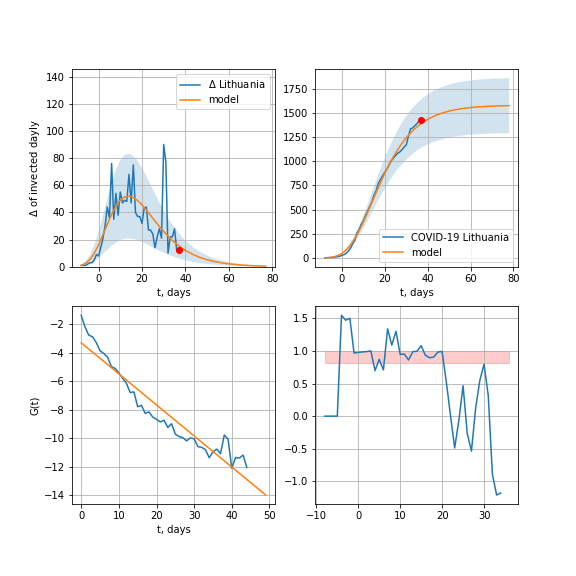 140
120
100
80
60
40
20
0
Δ of invected dayly
Δ Lithuania
model
0 20 40 60 80
t, days
1750
1500
1250
1000
750
500
250
0
COVID-19 Lithuania
model
0 20 40 60 80
t, days
−2
−4
−6
−8
−10
−12
−14
G(t)
0 10 20 30 40 50
t, days
1.5
1.0
0.5
0.0
−0.5
−1.0
−10 0 10 20 30